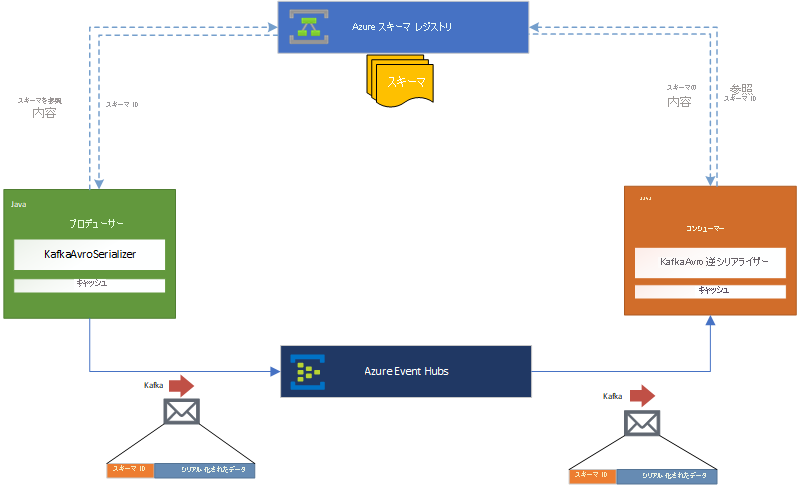 Azure スキーマ レジストリ
スキーマ
スキーマを参照
内容
スキーマ ID
スキーマの
内容
参照
スキーマ ID
Java
プロデューサー
KafkaAvroSerializer
キャッシュ
Java
コンシューマー
KafkaAvro 逆シリアライザー
キャッシュ
Azure Event Hubs
Kafka
スキーマ ID
シリアル化されたデータ
Kafka
スキーマ ID
シリアル化されたデータ